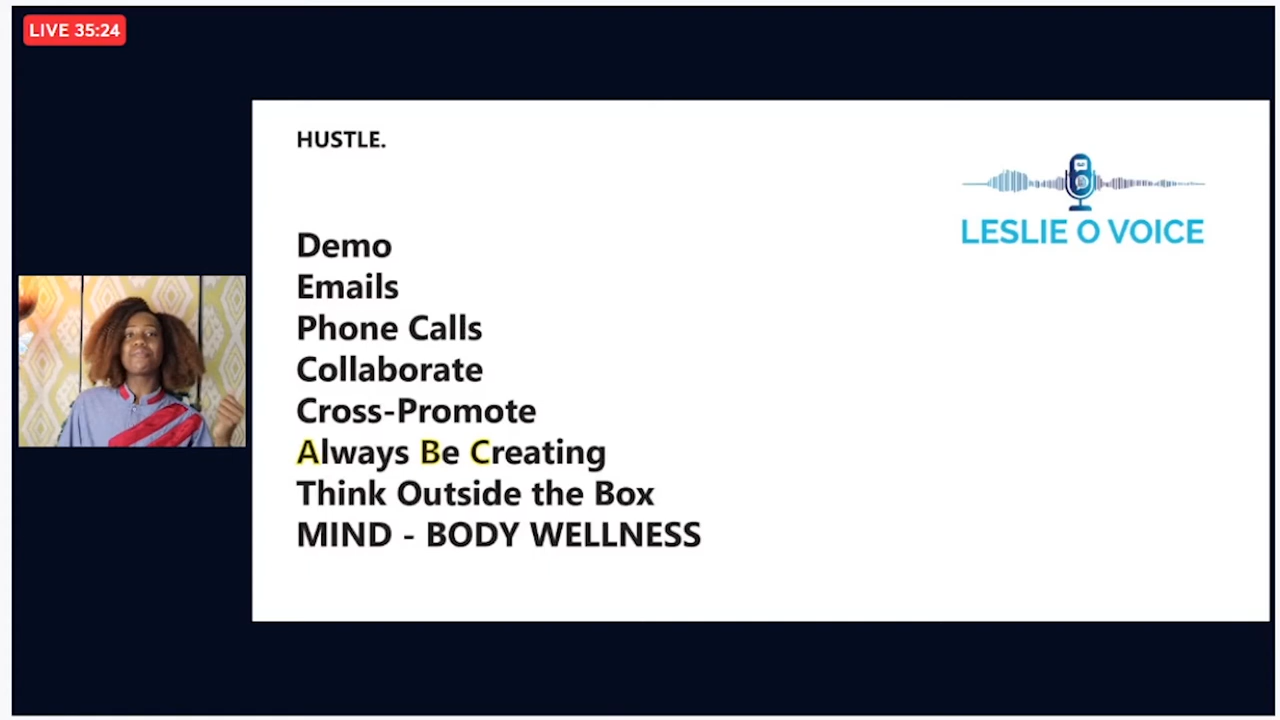 LIVE 35:24
HUSTLE.
LESLIE O VOICE
Demo
Emails
Phone Calls
Collaborate
Cross-Promote
Always Be Creating
Think Outside the Box
MIND - BODY WELLNESS